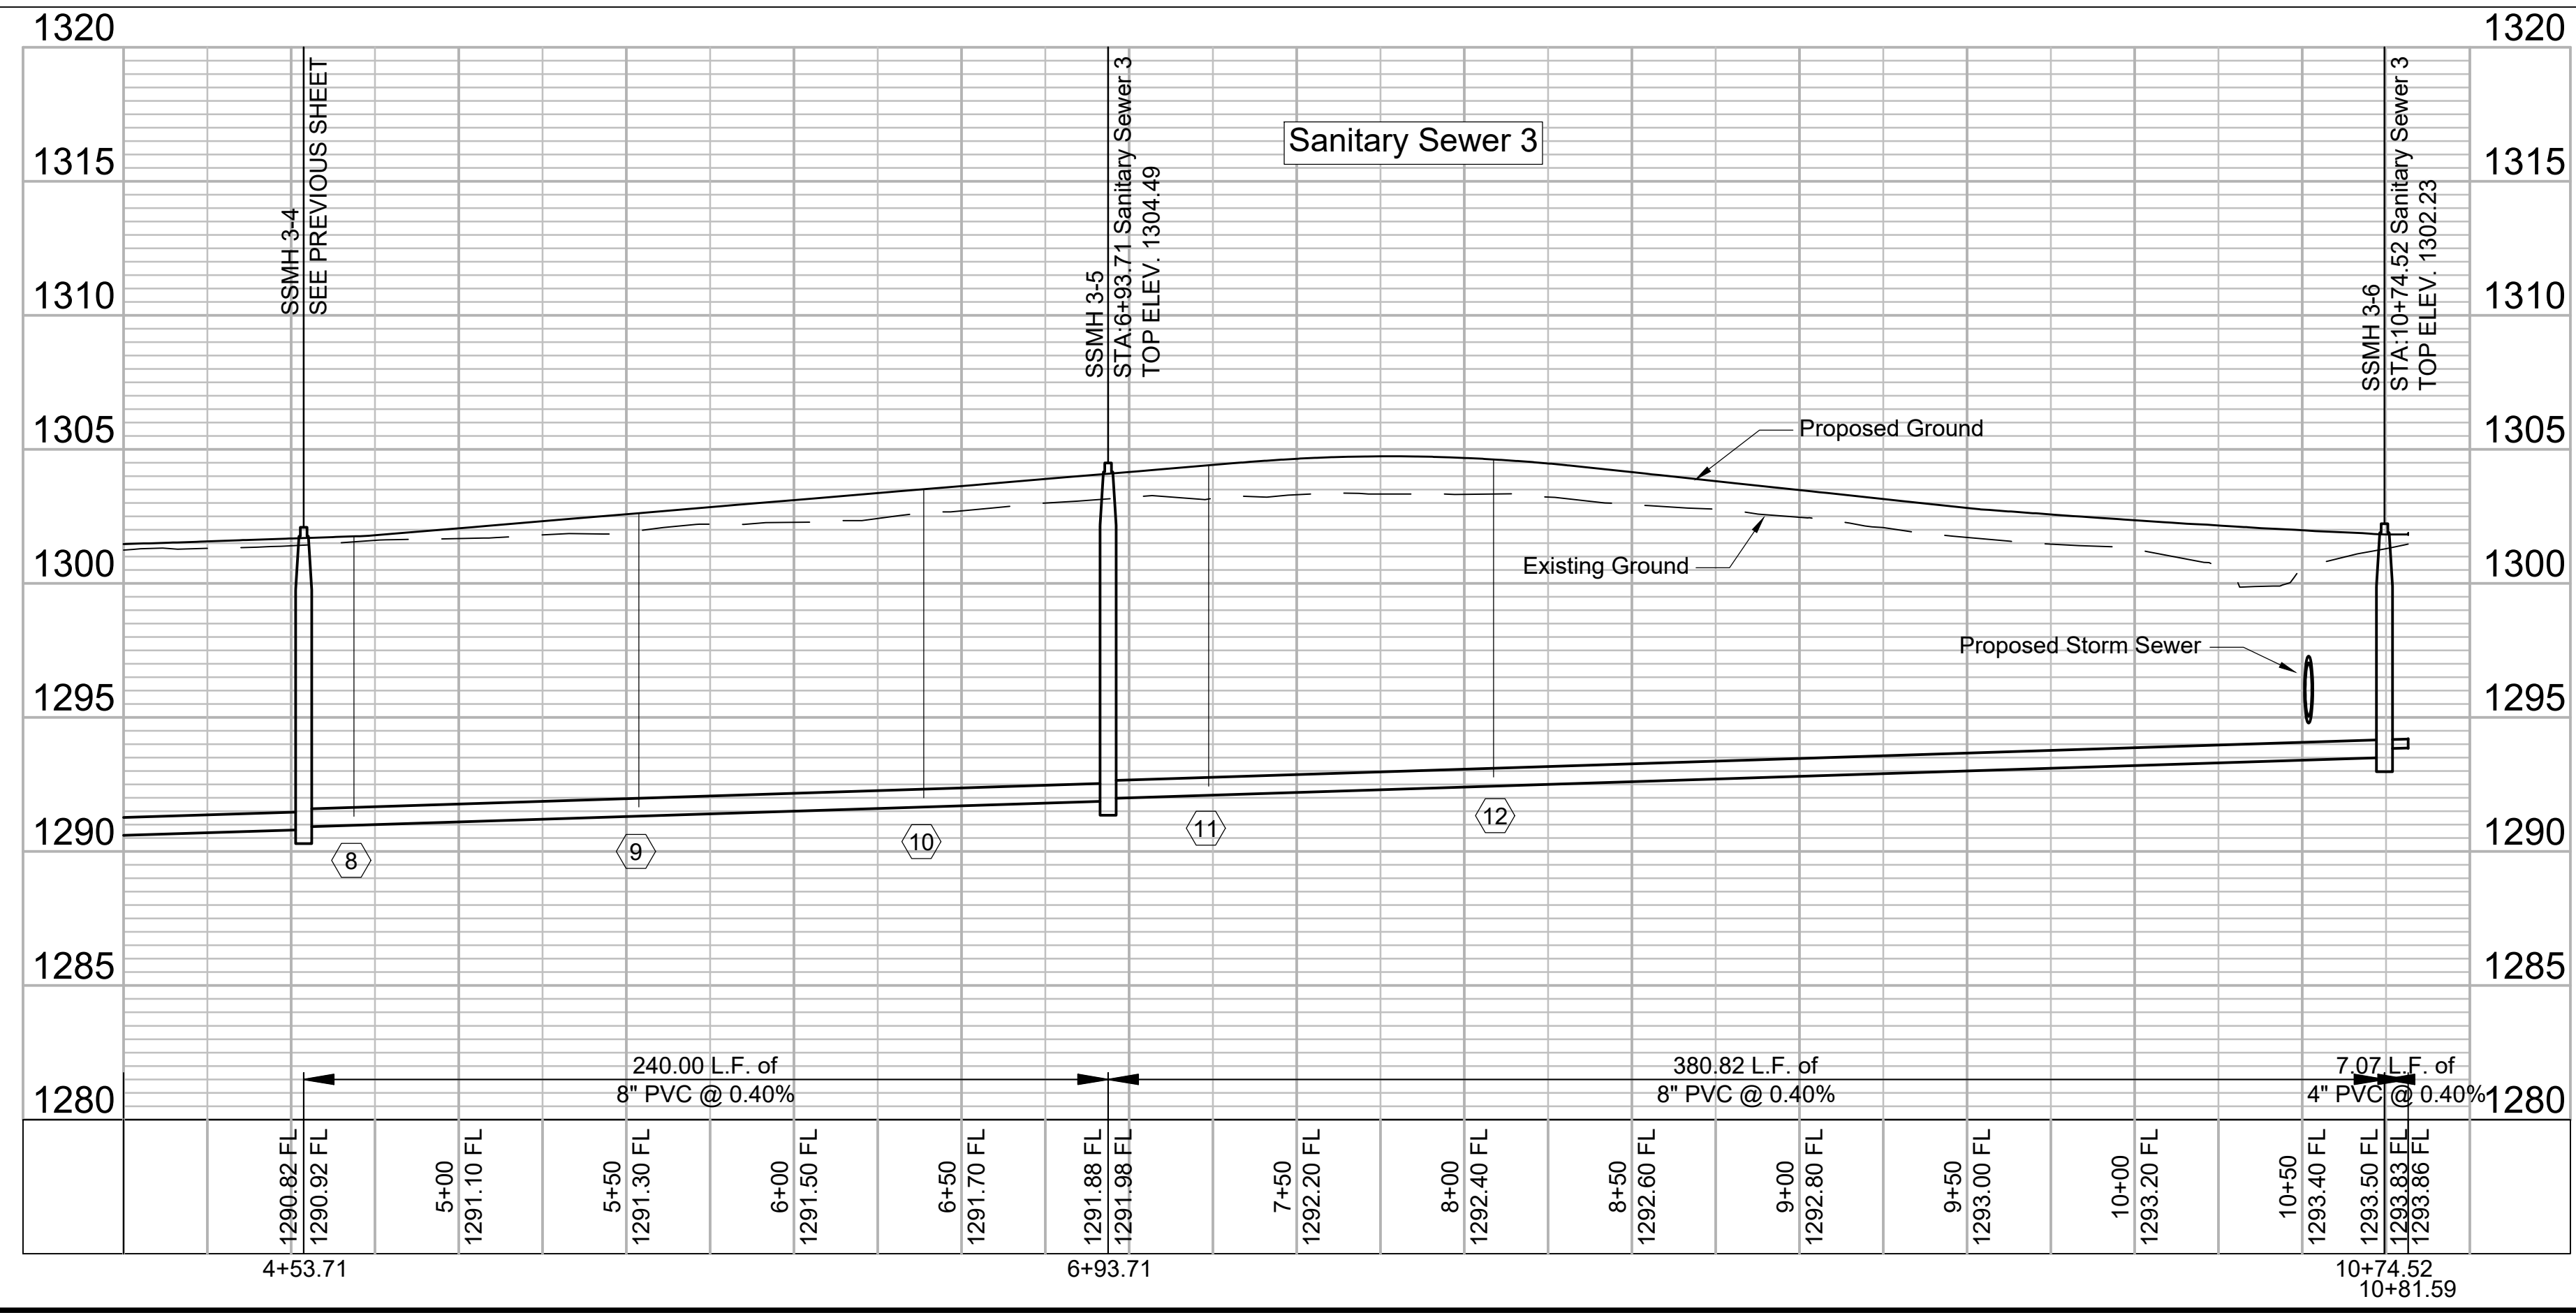 1320
1320
1315
1315
1310
1310
1305
1305
1300
1300
1295
1295
1290
1290
1285
1285
1280
1280
Sanitary Sewer 3
SSMH 3-4
SEE PREVIOUS SHEET
SSMH 3-5
STA:6+93.71 Sanitary Sewer 3
TOP ELEV. 1304.49
SSMH 3-6
STA:10+74.52 Sanitary Sewer 3
TOP ELEV. 1302.23
Proposed Ground
Existing Ground
Proposed Storm Sewer
8
9
10
11
12
240.00 L.F. of
8" PVC @ 0.40%
380.82 L.F. of
8" PVC @ 0.40%
7.07 L.F. of
4" PVC @ 0.40%
1290.82 FL
1290.92 FL
5+00
1291.10 FL
5+50
1291.30 FL
6+00
1291.50 FL
6+50
1291.70 FL
1291.88 FL
1291.98 FL
7+50
1292.20 FL
8+00
1292.40 FL
8+50
1292.60 FL
9+00
1292.80 FL
9+50
1293.00 FL
10+00
1293.20 FL
10+50
1293.40 FL
1293.50 FL
1293.83 FL
1293.86 FL
4+53.71
6+93.71
10+74.52
10+81.59